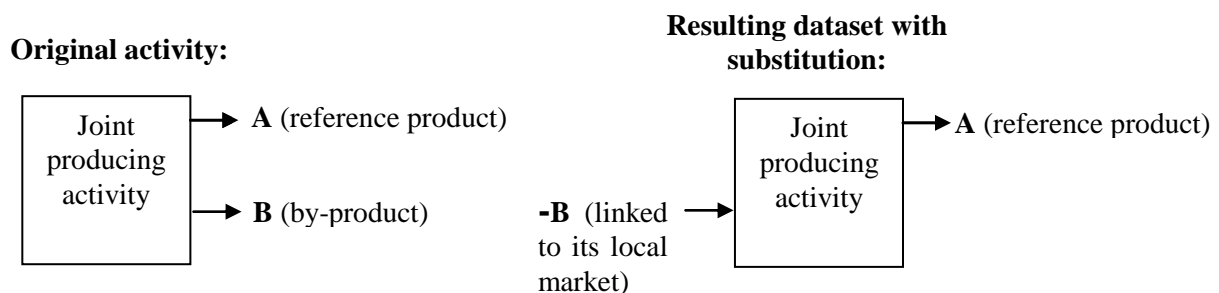 Original activity:
Joint
producing
activity
A (reference product)
B (by-product)
Resulting dataset with
substitution:
-B (linked
to its local
market)
Joint
producing
activity
A (reference product)